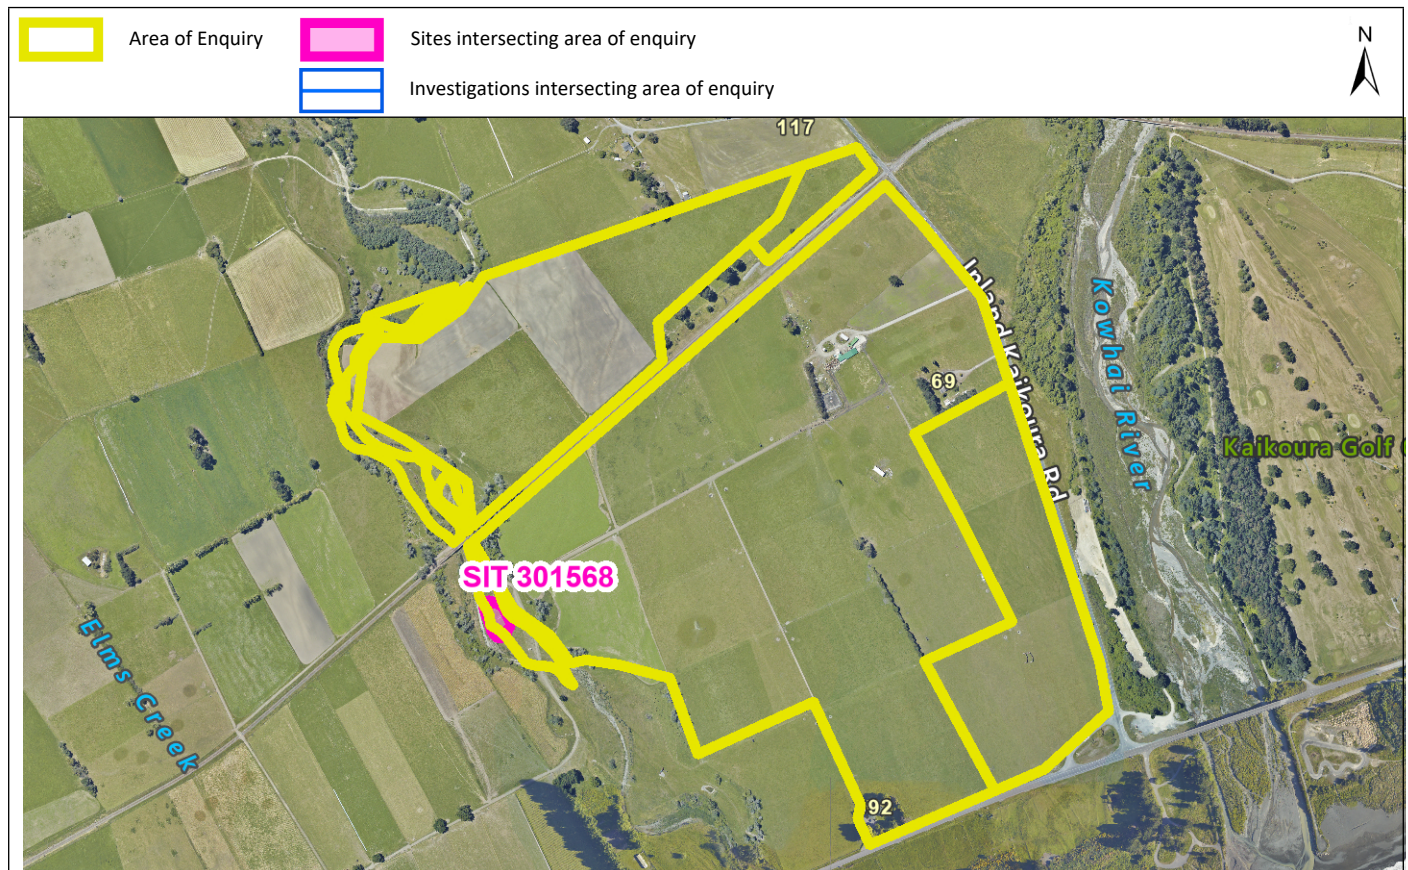 N
Area of Enquiry
Sites intersecting area of enquiry
Investigations intersecting area of enquiry
117
Inland Kaikoura Rd
Kowhai River
69
Kaikoura Golf
SIT 301568
Elms Creek
92